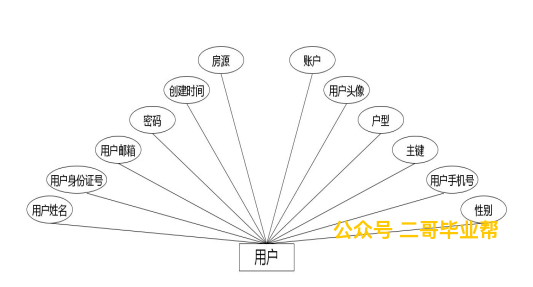 房源
账户
创建时间
用户头像
密码
户型
用户邮箱
主键
用户身份证号
用户手机号
用户姓名
性别
公众号 二哥毕业帮
用户